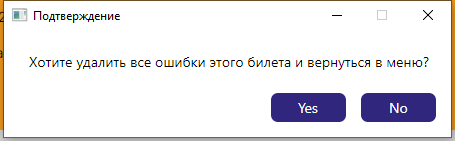 Подтверждение
Хотите удалить все ошибки этого билета и вернуться в меню?
Yes No